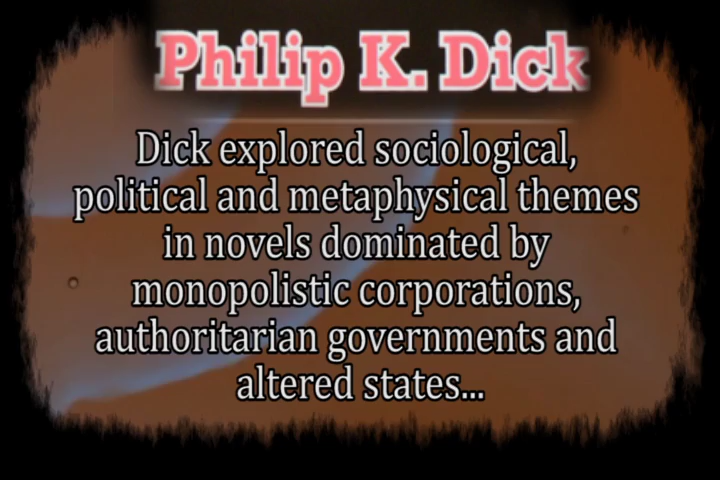 Philip K. Dick
Dick explored sociological,
political and metaphysical themes
in novels dominated by
monopolistic corporations,
authoritarian governments and
altered states...